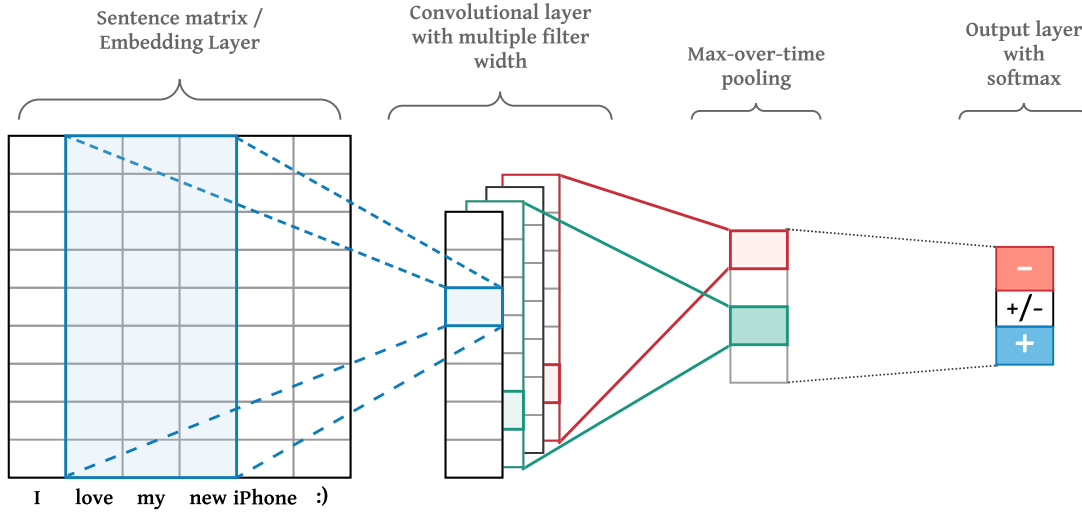 Sentence matrix /
Embedding Layer
Convolutional layer
with multiple filter
width
Max-over-time
pooling
Output layer
with
softmax
−
+/-
+
I love my new iPhone :)